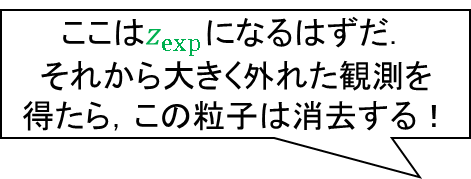 ここはz_expになるはずだ.
それから大きく外れた観測を
得たら，この粒子は消去する！